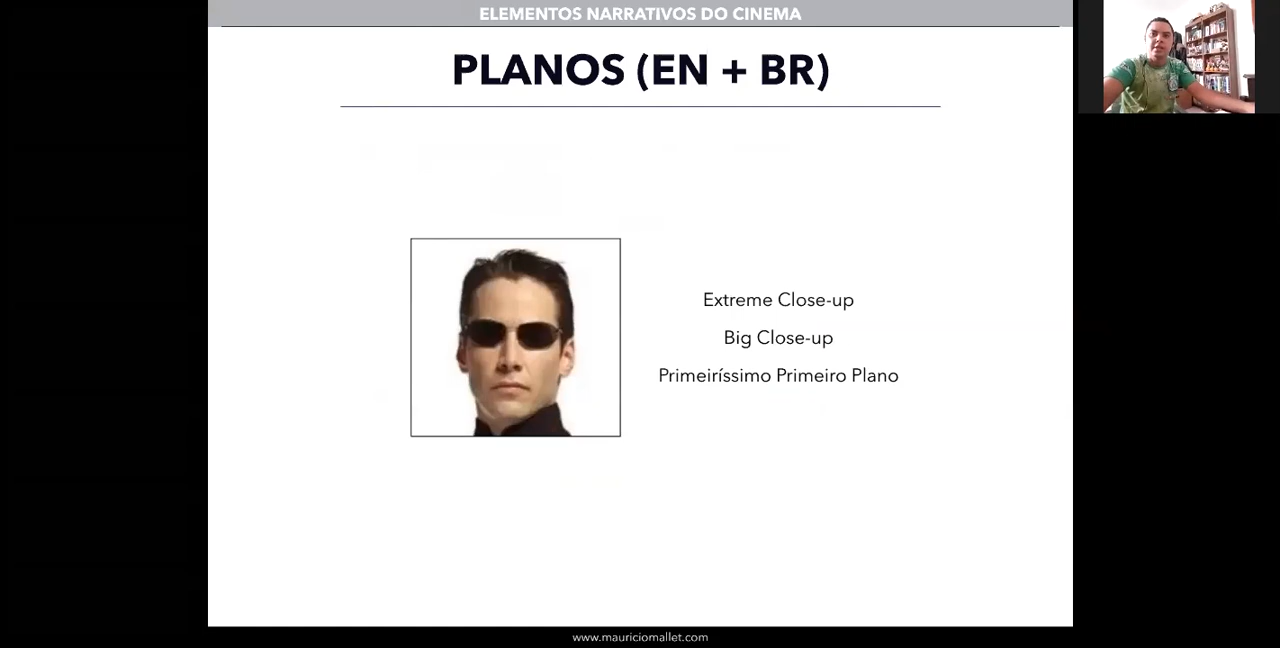 ELEMENTOS NARRATIVOS DO CINEMA
PLANOS (EN + BR)
Extreme Close-up
Big Close-up
Primeiríssimo Primeiro Plano
www.mauriciomallet.com